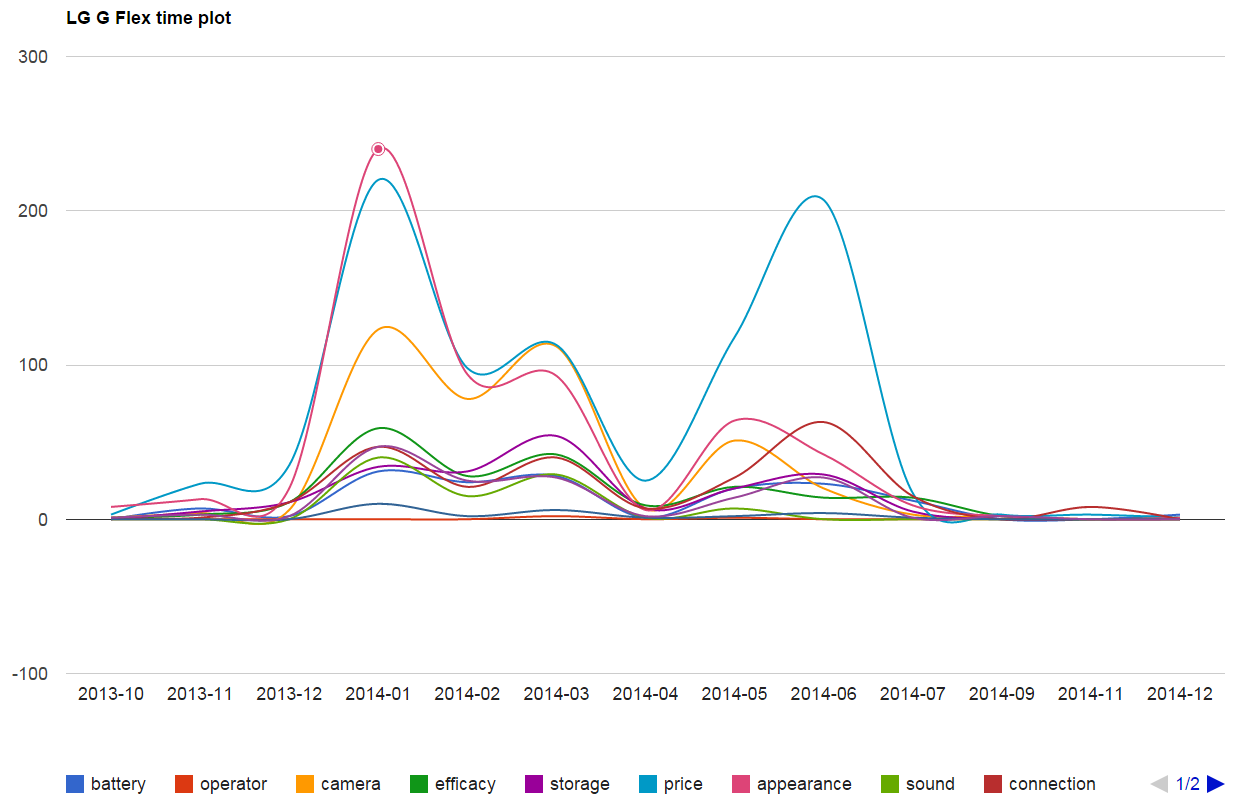 LG G Flex time plot
300
200
100
0
-100
2013-10 2013-11 2013-12 2014-01 2014-02 2014-03 2014-04 2014-05 2014-06 2014-07 2014-09 2014-11 2014-12
battery operator camera efficacy storage price appearance sound connection 1/2